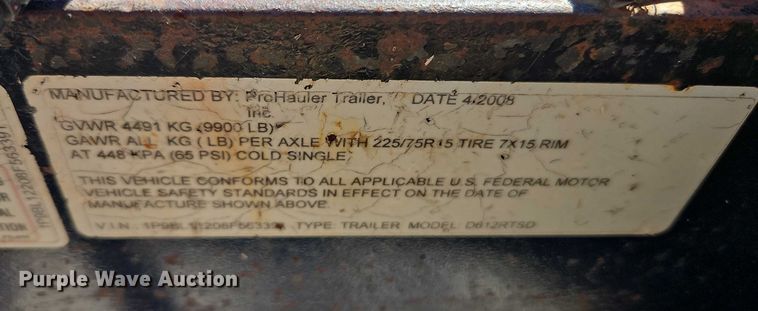 MANUFACTURED BY: ProHauler Trailer, Inc. DATE 4/2008
GVWR 4491 KG (9900 LB)
GAWR ALL KG ( LB) PER AXLE WITH 225/75R15 TIRE 7X15 RIM
AT 448 KPA (65 PSI) COLD SINGLE
THIS VEHICLE CONFORMS TO ALL APPLICABLE U.S. FEDERAL MOTOR
VEHICLE SAFETY STANDARDS IN EFFECT ON THE DATE OF
MANUFACTURE SHOWN ABOVE.
V.I.N. TYPE: TRAILER MODEL: D612RTSD
Purple Wave Auction